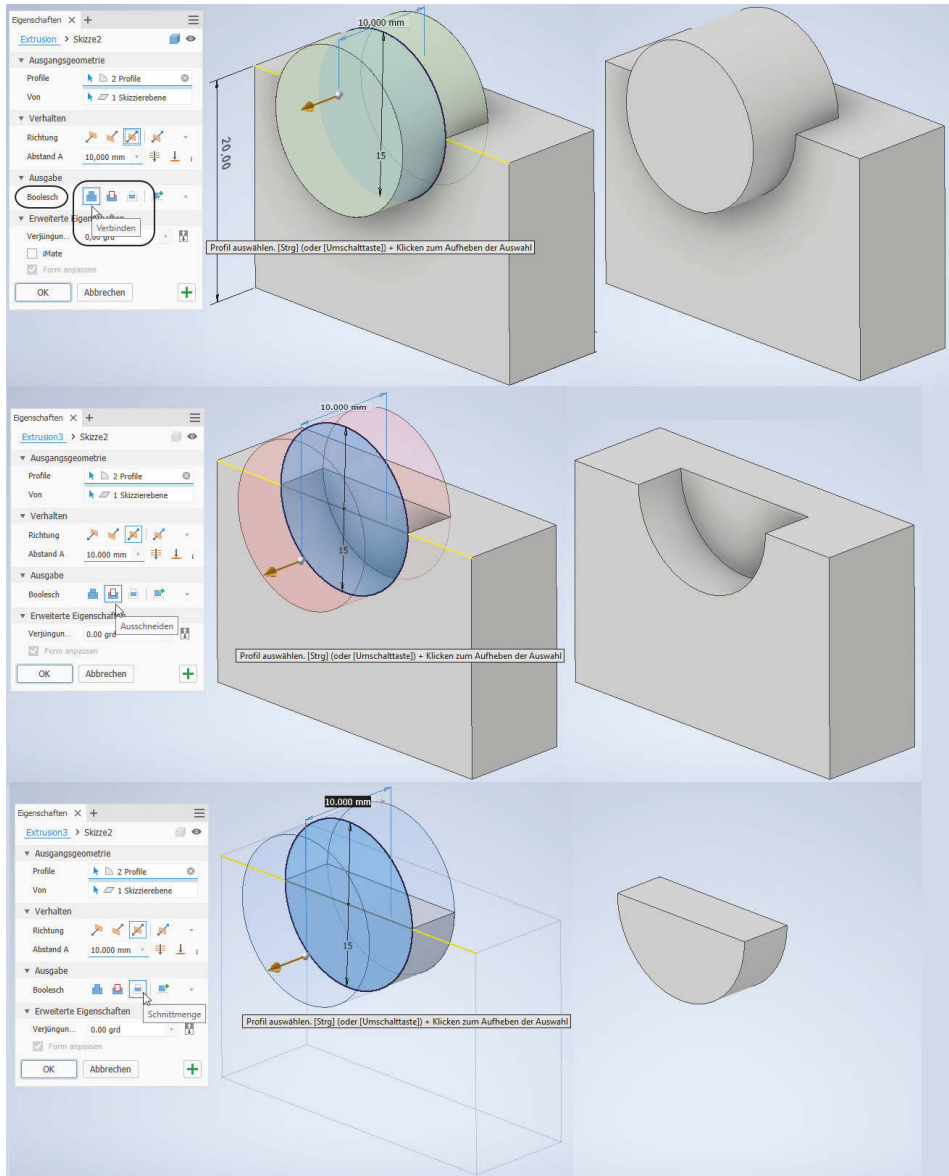 Eigenschaften × +
Extrusion > Skizze2
Ausgangsgeometrie
Profile 2 Profile
Von 1 Skizzierebene
Verhalten
Richtung
Abstand A 10,000 mm
Ausgabe
Boolesch
Verbinden
Erweiterte Eigenschaften
Verjüngun... 0,00 grd
iMate
Form anpassen
OK Abbrechen +
10,000 mm
20,00
15
Profil auswählen. [Strg] (oder [Umschalttaste]) + Klicken zum Aufheben der Auswahl
Eigenschaften × +
Extrusion3 > Skizze2
Ausgangsgeometrie
Profile 2 Profile
Von 1 Skizzierebene
Verhalten
Richtung
Abstand A 10.000 mm
Ausgabe
Boolesch
Ausschneiden
Erweiterte Eigenschaften
Verjüngun... 0.00 grd
Form anpassen
OK Abbrechen +
10.000 mm
15
Profil auswählen. [Strg] (oder [Umschalttaste]) + Klicken zum Aufheben der Auswahl
Eigenschaften × +
Extrusion3 > Skizze2
Ausgangsgeometrie
Profile 2 Profile
Von 1 Skizzierebene
Verhalten
Richtung
Abstand A 10.000 mm
Ausgabe
Boolesch
Schnittmenge
Erweiterte Eigenschaften
Verjüngun... 0.00 grd
Form anpassen
OK Abbrechen +
10.000 mm
15
Profil auswählen. [Strg] (oder [Umschalttaste]) + Klicken zum Aufheben der Auswahl